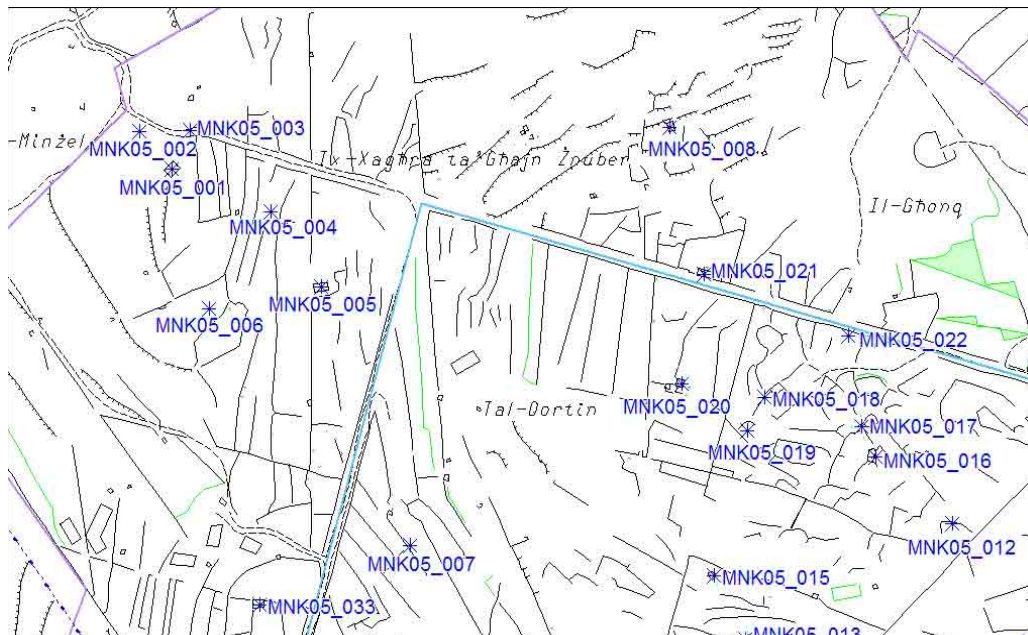 MNK05_003
-Minżel
MNK05_002
Ix-Xagħra ta' Għajn Żnuber
MNK05_008
MNK05_001
MNK05_004
Il-Għonq
MNK05_021
MNK05_005
MNK05_006
MNK05_022
MNK05_020
MNK05_018
Tal-Qortin
MNK05_017
MNK05_019
MNK05_016
MNK05_012
MNK05_007
MNK05_015
MNK05_033
MNK05_013